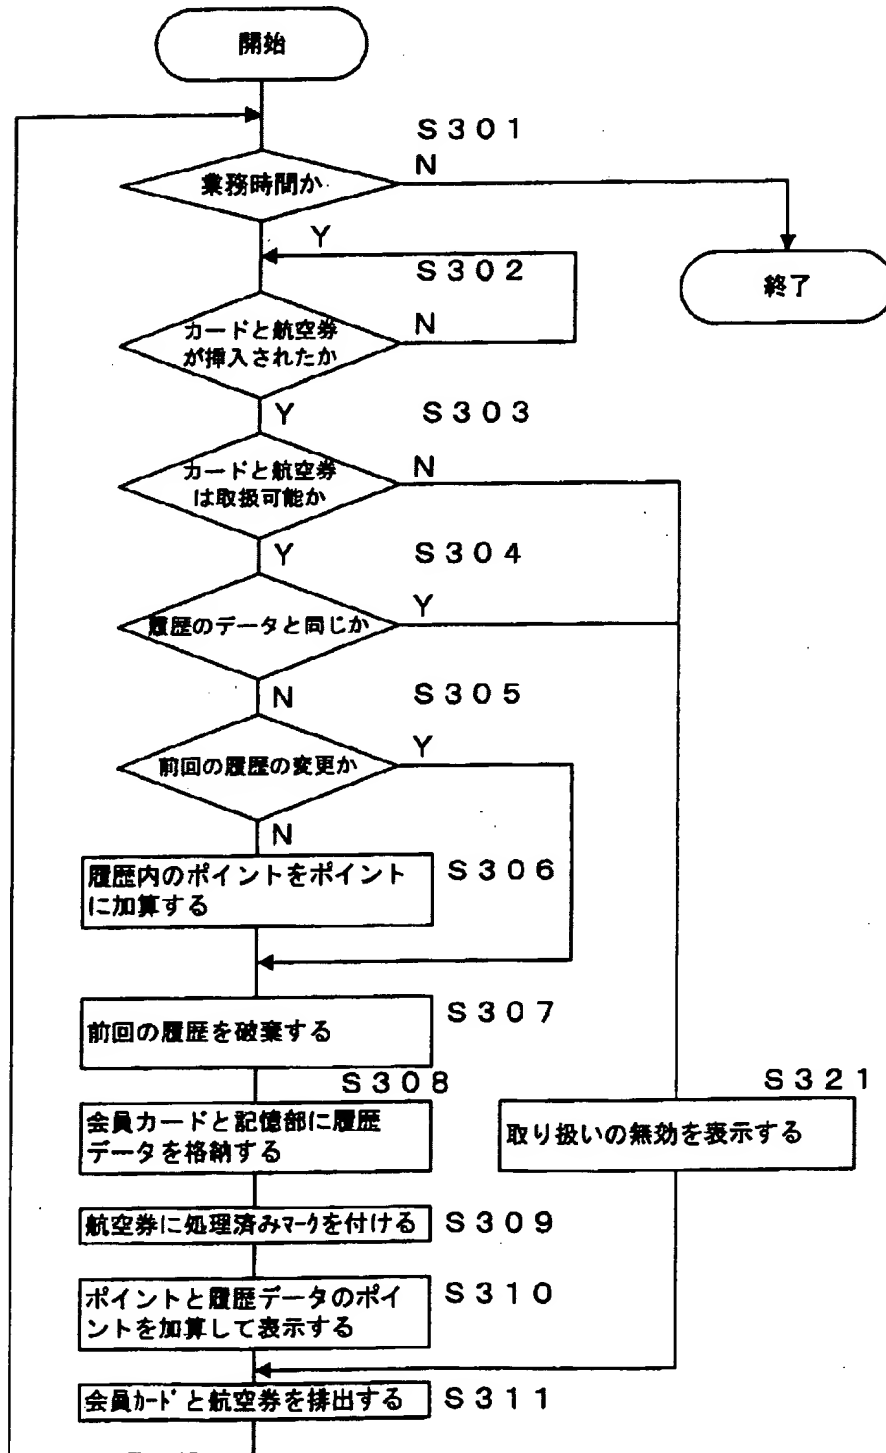 開始
S301
業務時間か
N
Y
終了
S302
カードと航空券
が挿入されたか
N
Y
S303
カードと航空券
は取扱可能か
N
Y
S304
履歴のデータと同じか
Y
N
S305
前回の履歴の変更か
Y
N
履歴内のポイントをポイント
に加算する
S306
前回の履歴を破棄する
S307
S308
会員カードと記憶部に履歴
データを格納する
S321
取り扱いの無効を表示する
航空券に処理済みマークを付ける
S309
ポイントと履歴データのポイ
ントを加算して表示する
S310
会員カードと航空券を排出する
S311